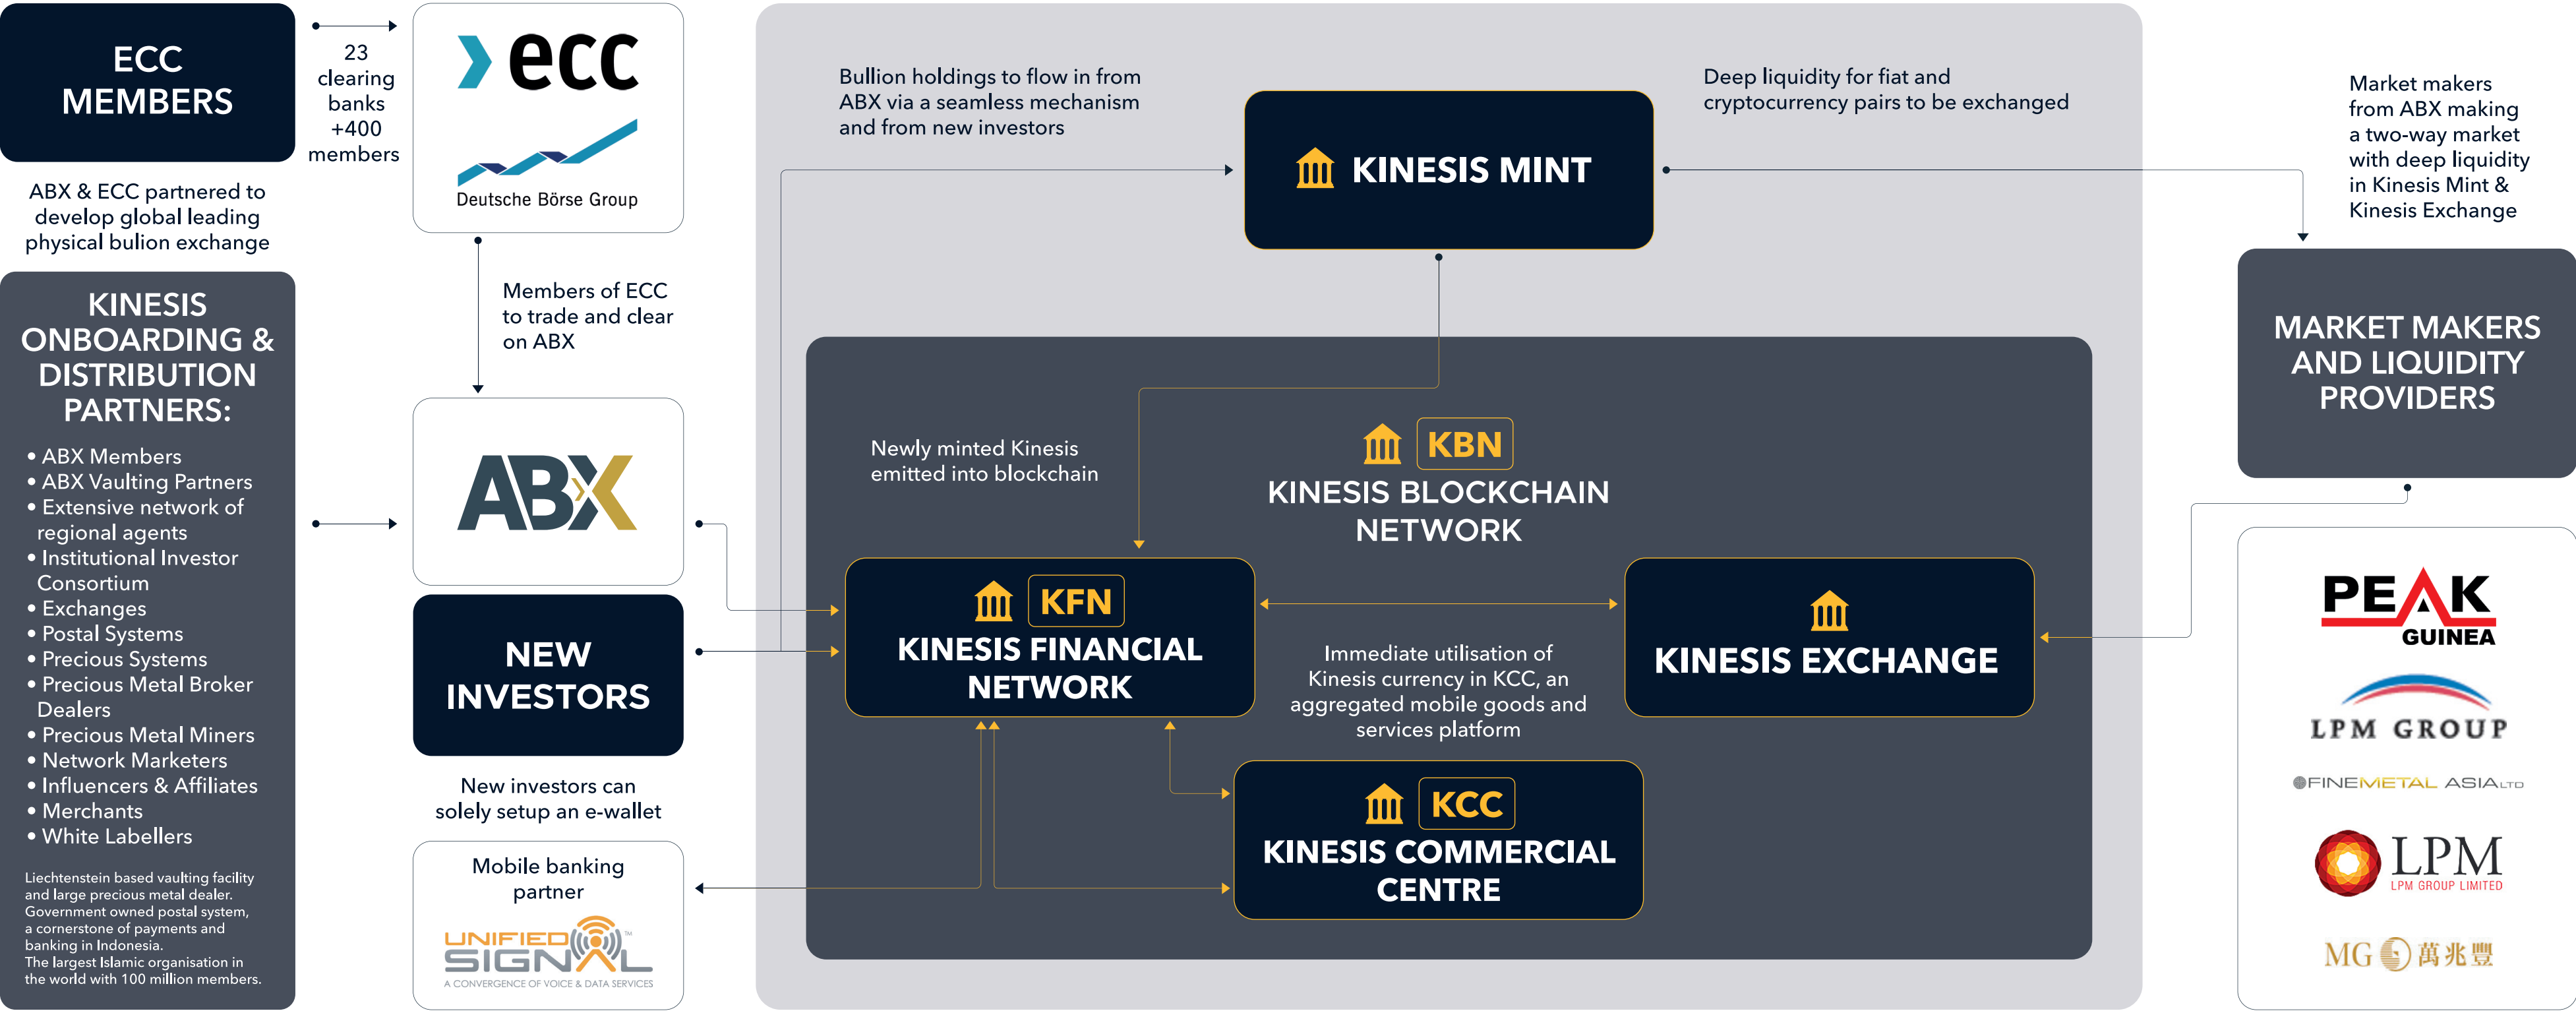 ECC
MEMBERS
23
clearing
banks
+400
members
ecc
Deutsche Börse Group
ABX & ECC partnered to
develop global leading
physical bulion exchange
Members of ECC
to trade and clear
on ABX
KINESIS
ONBOARDING &
DISTRIBUTION
PARTNERS:
• ABX Members
• ABX Vaulting Partners
• Extensive network of
regional agents
• Institutional Investor
Consortium
• Exchanges
• Postal Systems
• Precious Systems
• Precious Metal Broker
Dealers
• Precious Metal Miners
• Network Marketers
• Influencers & Affiliates
• Merchants
• White Labellers
Liechtenstein based vaulting facility
and large precious metal dealer.
Government owned postal system,
a cornerstone of payments and
banking in Indonesia.
The largest Islamic organisation in
the world with 100 million members.
ABX
NEW
INVESTORS
New investors can
solely setup an e-wallet
Mobile banking
partner
UNIFIED
SIGNAL
TM
A CONVERGENCE OF VOICE & DATA SERVICES
Bullion holdings to flow in from
ABX via a seamless mechanism
and from new investors
KINESIS MINT
Deep liquidity for fiat and
cryptocurrency pairs to be exchanged
Newly minted Kinesis
emitted into blockchain
KBN
KINESIS BLOCKCHAIN
NETWORK
KFN
KINESIS FINANCIAL
NETWORK
Immediate utilisation of
Kinesis currency in KCC, an
aggregated mobile goods and
services platform
KINESIS EXCHANGE
KCC
KINESIS COMMERCIAL
CENTRE
Market makers
from ABX making
a two-way market
with deep liquidity
in Kinesis Mint &
Kinesis Exchange
MARKET MAKERS
AND LIQUIDITY
PROVIDERS
PEAK
GUINEA
LPM GROUP
FINEMETAL ASIA LTD
LPM
LPM GROUP LIMITED
MG 萬兆豐